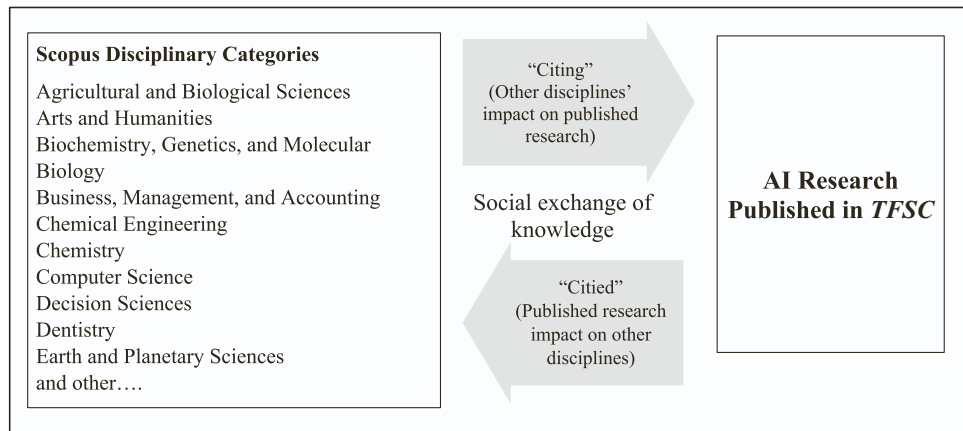 Scopus Disciplinary Categories
Agricultural and Biological Sciences
Arts and Humanities
Biochemistry, Genetics, and Molecular
Biology
Business, Management, and Accounting
Chemical Engineering
Chemistry
Computer Science
Decision Sciences
Dentistry
Earth and Planetary Sciences
and other….
“Citing”
(Other disciplines’
impact on published
research)
Social exchange of
knowledge
“Citied”
(Published research
impact on other
disciplines)
AI Research
Published in TFSC